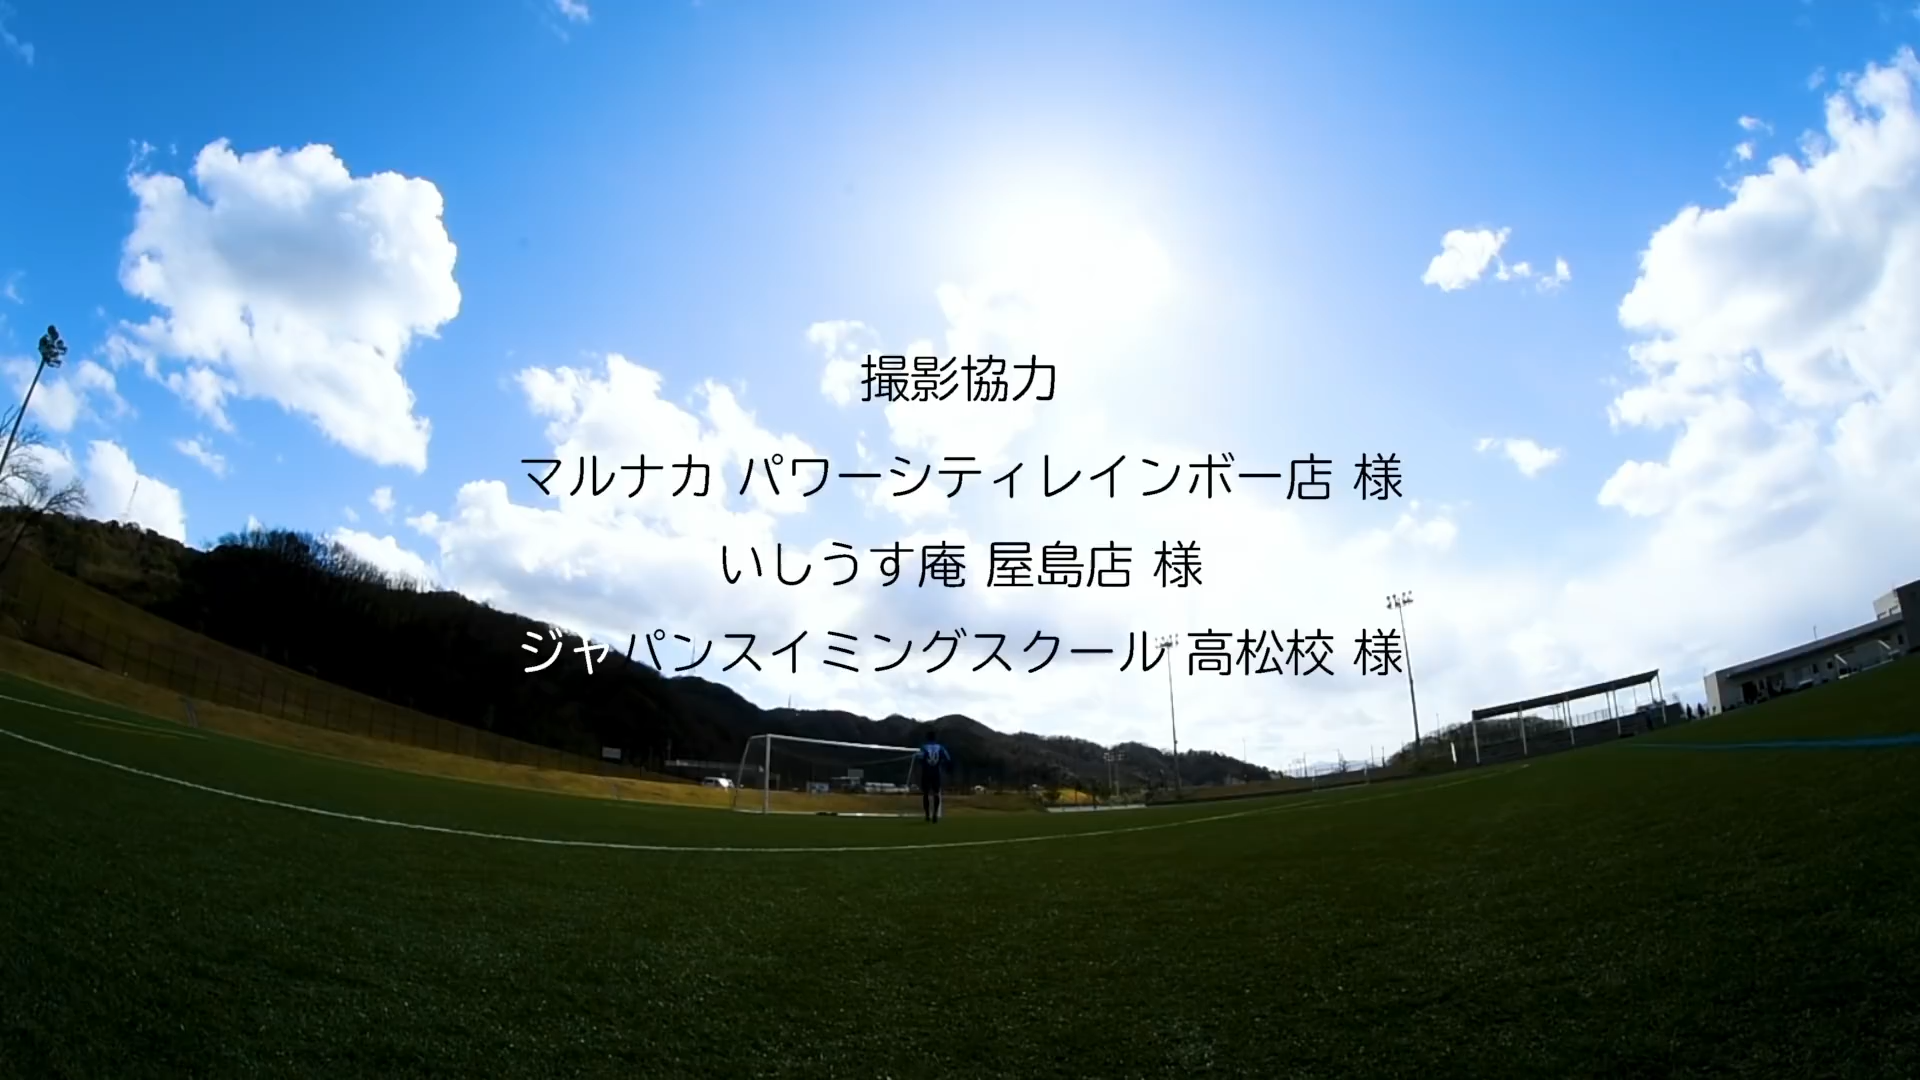 撮影協力
マルナカ パワーシティレインボー店 様
いしうす庵 屋島店 様
ジャパンスイミングスクール 高松校 様